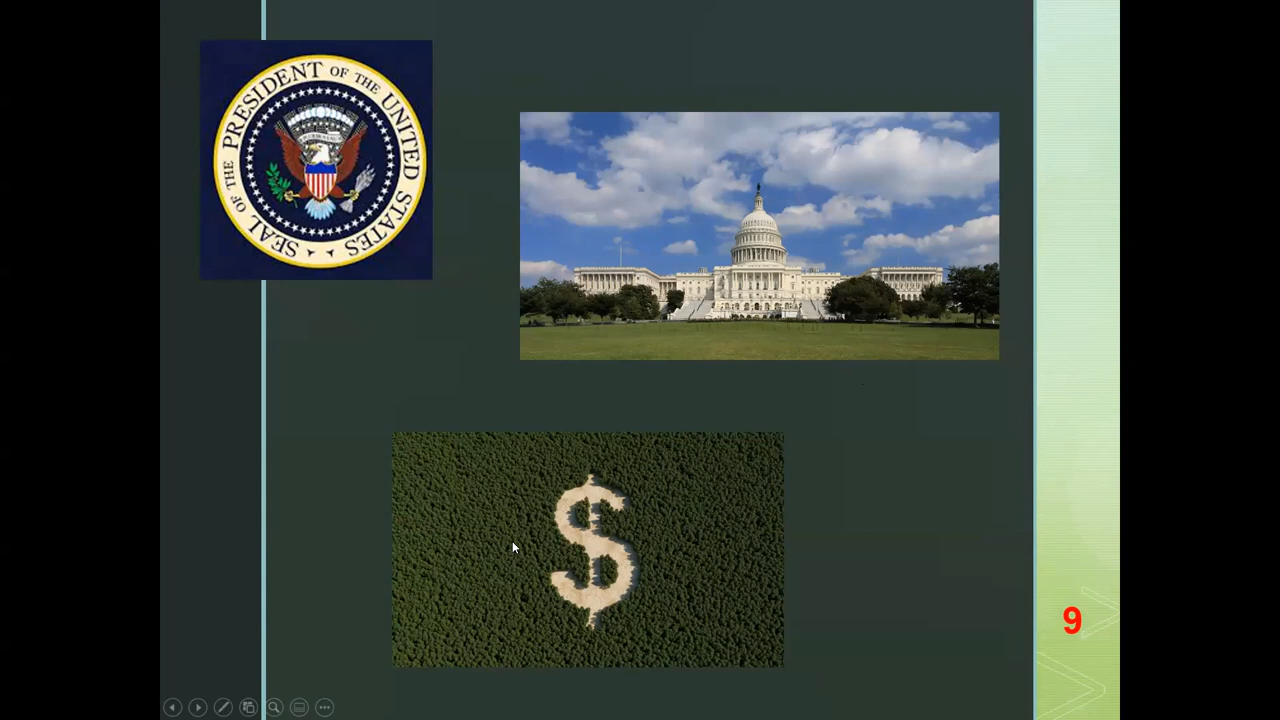 SEAL OF THE PRESIDENT OF THE UNITED STATES
$
9